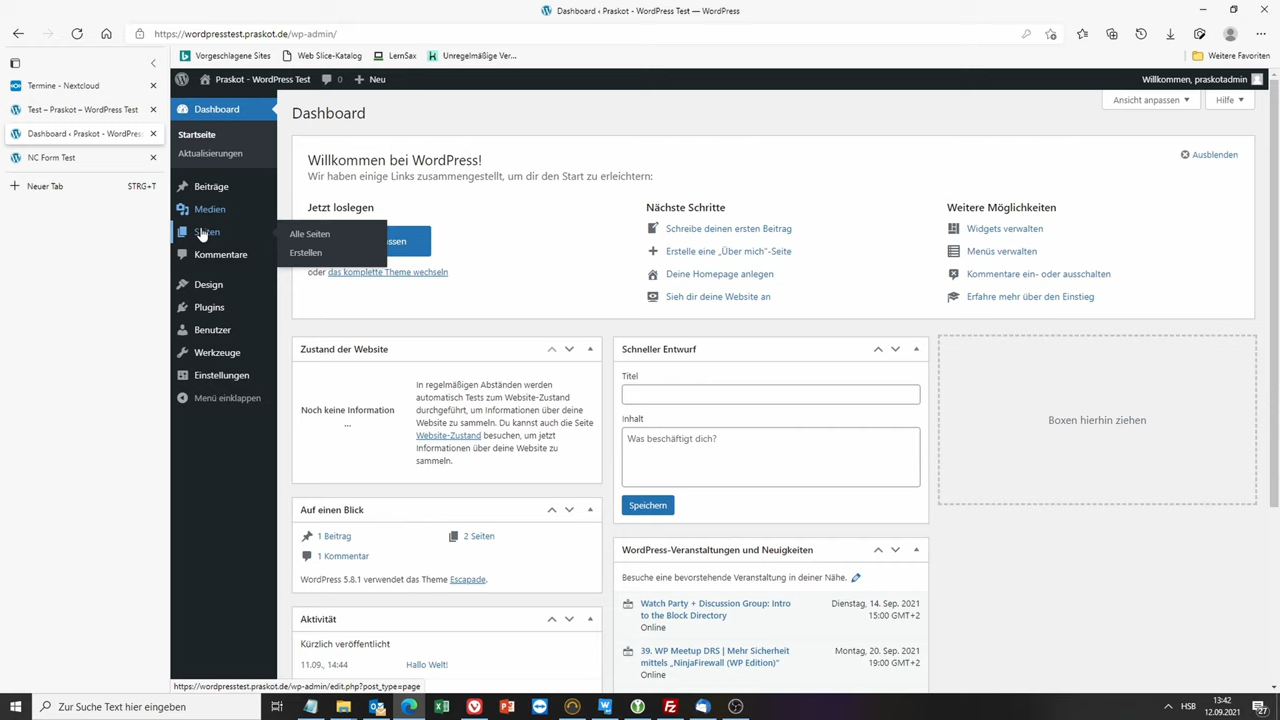 Dashboard ‹ Praskot - WordPress Test — WordPress
https://wordpresstest.praskot.de/wp-admin/
Vorgeschlagene Sites
Web Slice-Katalog
LernSax
Unregelmäßige Ver...
Weitere Favoriten
Termine - Nextcloud
Test – Praskot – WordPress Test
Dashboard ‹ Praskot - WordPress
NC Form Test
Neuer Tab
STRG+T
Praskot - WordPress Test
0
Neu
Willkommen, praskotadmin
Dashboard
Startseite
Aktualisierungen
Beiträge
Medien
Seiten
Kommentare
Design
Plugins
Benutzer
Werkzeuge
Einstellungen
Menü einklappen
Alle Seiten
Erstellen
Dashboard
Ansicht anpassen
Hilfe
Willkommen bei WordPress!
Wir haben einige Links zusammengestellt, um dir den Start zu erleichtern:
Ausblenden
Jetzt loslegen
oder das komplette Theme wechseln
Nächste Schritte
Schreibe deinen ersten Beitrag
Erstelle eine „Über mich“-Seite
Deine Homepage anlegen
Sieh dir deine Website an
Weitere Möglichkeiten
Widgets verwalten
Menüs verwalten
Kommentare ein- oder ausschalten
Erfahre mehr über den Einstieg
Zustand der Website
Noch keine Information
...
In regelmäßigen Abständen werden
automatisch Tests zum Website-Zustand
durchgeführt, um Informationen über deine
Website zu sammeln. Du kannst auch die Seite
Website-Zustand besuchen, um jetzt
Informationen über deine Website zu
sammeln.
Auf einen Blick
1 Beitrag
2 Seiten
1 Kommentar
WordPress 5.8.1 verwendet das Theme Escapade.
Aktivität
Kürzlich veröffentlicht
11.09., 14:44
Hallo Welt!
Schneller Entwurf
Titel
Inhalt
Was beschäftigt dich?
Speichern
WordPress-Veranstaltungen und Neuigkeiten
Besuche eine bevorstehende Veranstaltung in deiner Nähe.
Watch Party + Discussion Group: Intro
to the Block Directory
Online
Dienstag, 14. Sep. 2021
15:00 GMT+2
39. WP Meetup DRS | Mehr Sicherheit
mittels „NinjaFirewall (WP Edition)“
Online
Montag, 20. Sep. 2021
19:00 GMT+2
Boxen hierhin ziehen
https://wordpresstest.praskot.de/wp-admin/edit.php?post_type=page
Zur Suche Text hier eingeben
HSB
13:42
12.09.2021
27